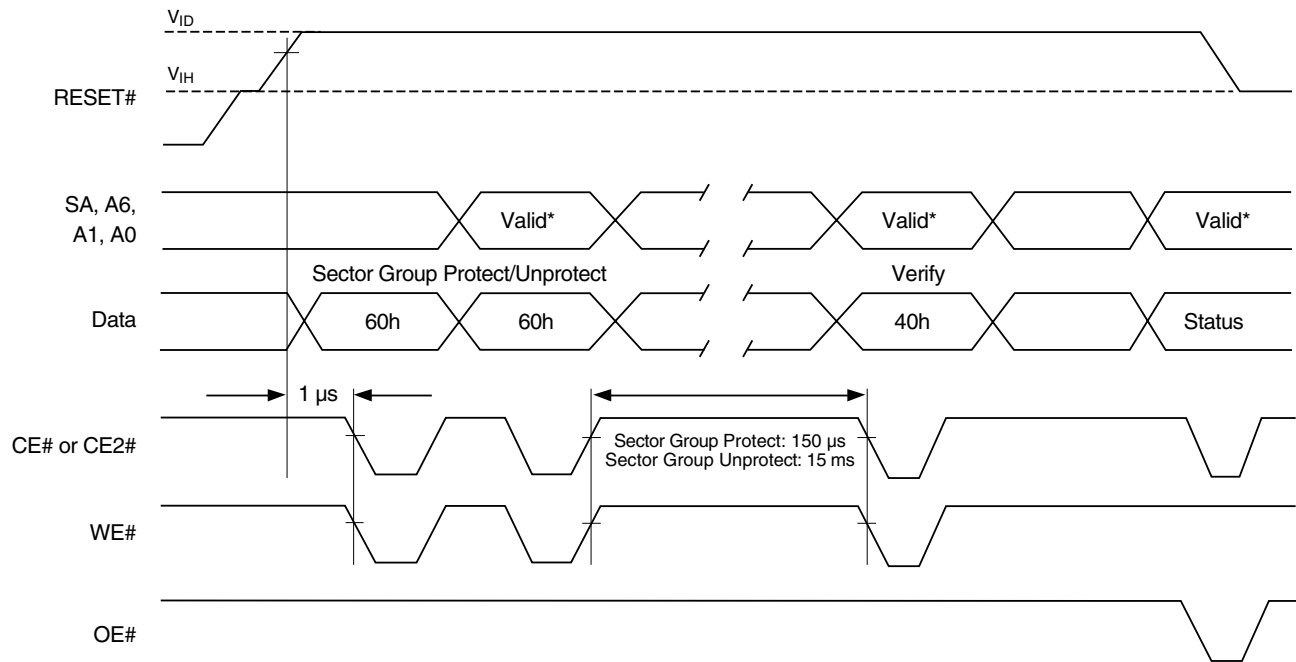 VID
VIH
RESET#
SA, A6,
A1, A0
Valid*
Valid*
Valid*
Sector Group Protect/Unprotect
Verify
Data
60h
60h
40h
Status
1 µs
CE# or CE2#
Sector Group Protect: 150 µs
Sector Group Unprotect: 15 ms
WE#
OE#